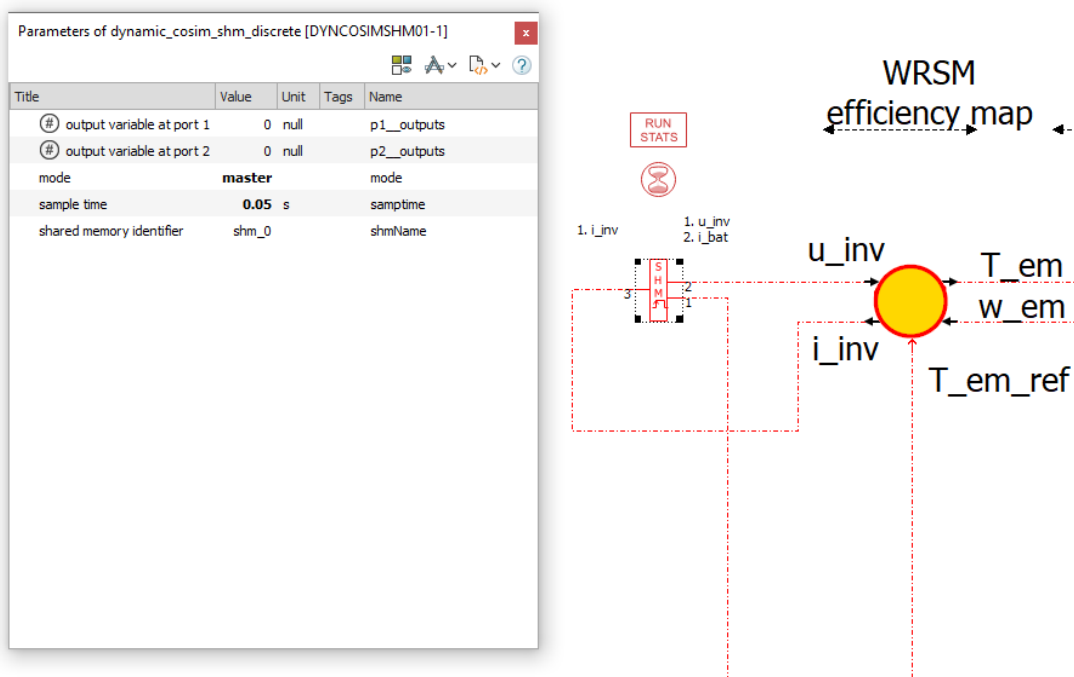 Parameters of dynamic_cosim_shm_discrete [DYNCOSIMSHM01-1]
x
Title Value Unit Tags Name
# output variable at port 1 0 null p1__outputs
# output variable at port 2 0 null p2__outputs
mode master mode
sample time 0.05 s samptime
shared memory identifier shm_0 shmName
WRSM
efficiency map
RUN
STATS
1. i_inv
1. u_inv
2. i_bat
S
H
M
3
2
1
u_inv
T_em
w_em
i_inv
T_em_ref